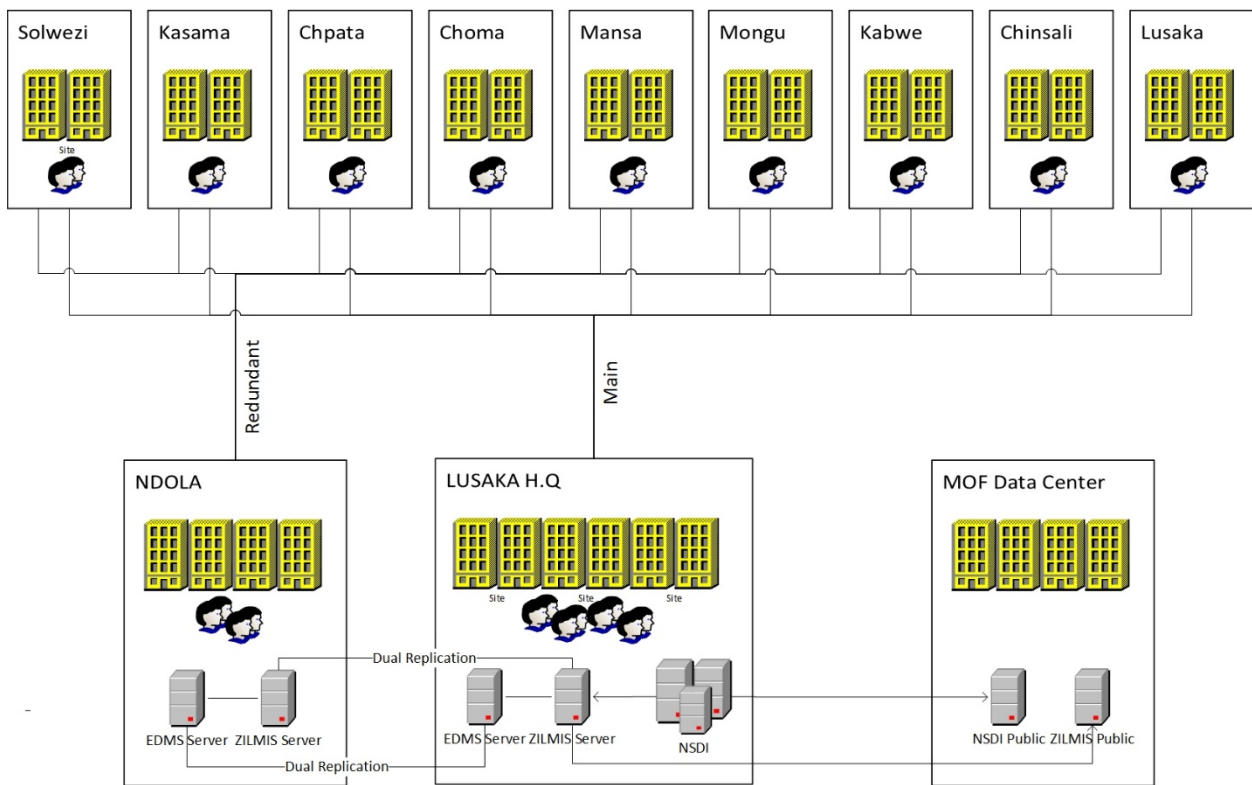 Solwezi
Kasama
Chpata
Choma
Mansa
Mongu
Kabwe
Chinsali
Lusaka
Site
Redundant
Main
NDOLA
LUSAKA H.Q
MOF Data Center
Site
Site
Site
Dual Replication
EDMS Server
ZILMIS Server
EDMS Server
ZILMIS Server
NSDI
NSDI Public
ZILMIS Public
Dual Replication